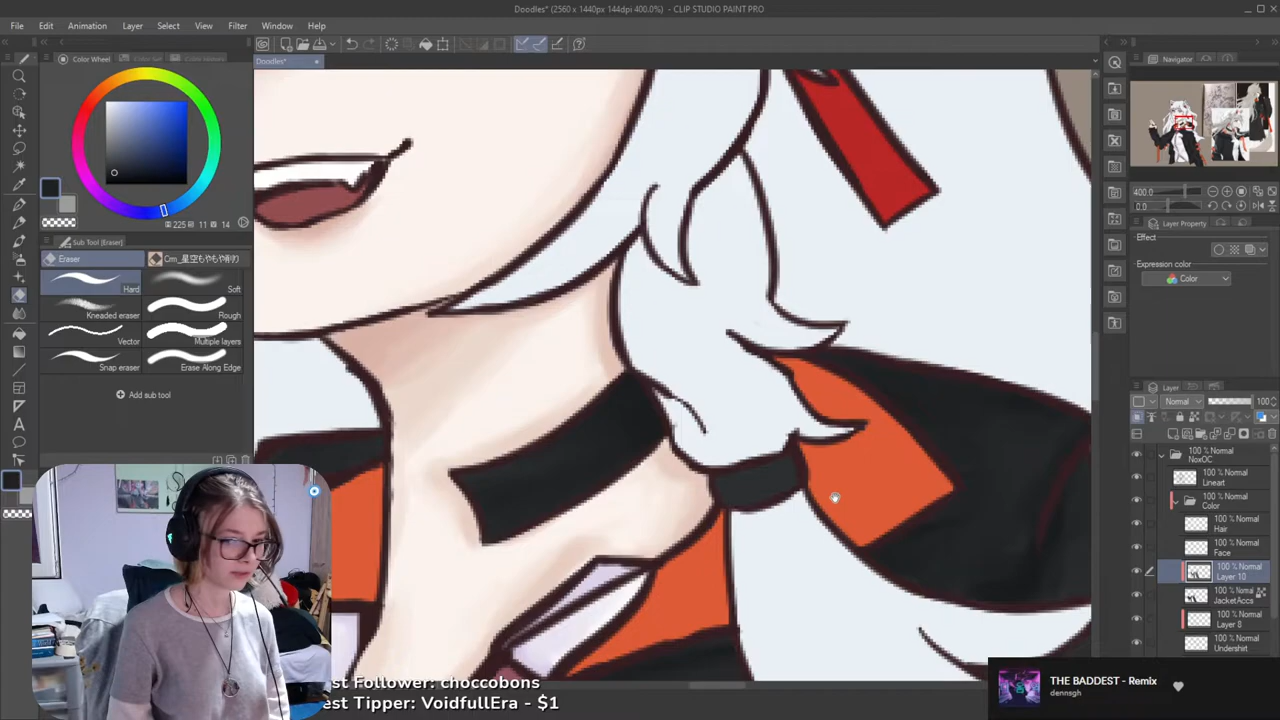 Doodles* (2560 x 1440px 144dpi 400.0%) - CLIP STUDIO PAINT PRO
File Edit Animation Layer Select View Filter Window Help
Color Wheel
Doodles*
Navigator
400.0
0.0
225 11 14
Sub Tool (Eraser)
Eraser
Hard Soft
Kneaded eraser Rough
Vector Multiple layers
Snap eraser Erase Along Edge
Add sub tool
Layer Property
Effect
Expression color
Color
Layer
Normal 100
NoxOC
100 % Normal
Lineart
100 % Normal
Color
100 % Normal
Hair
100 % Normal
Face
100 % Normal
Layer 10
100 % Normal
JacketAccs
100 % Normal
Layer 8
100 % Normal
Undershirt
st Follower: choccobons
est Tipper: VoidfullEra - $1
THE BADDEST - Remix
dennsgh